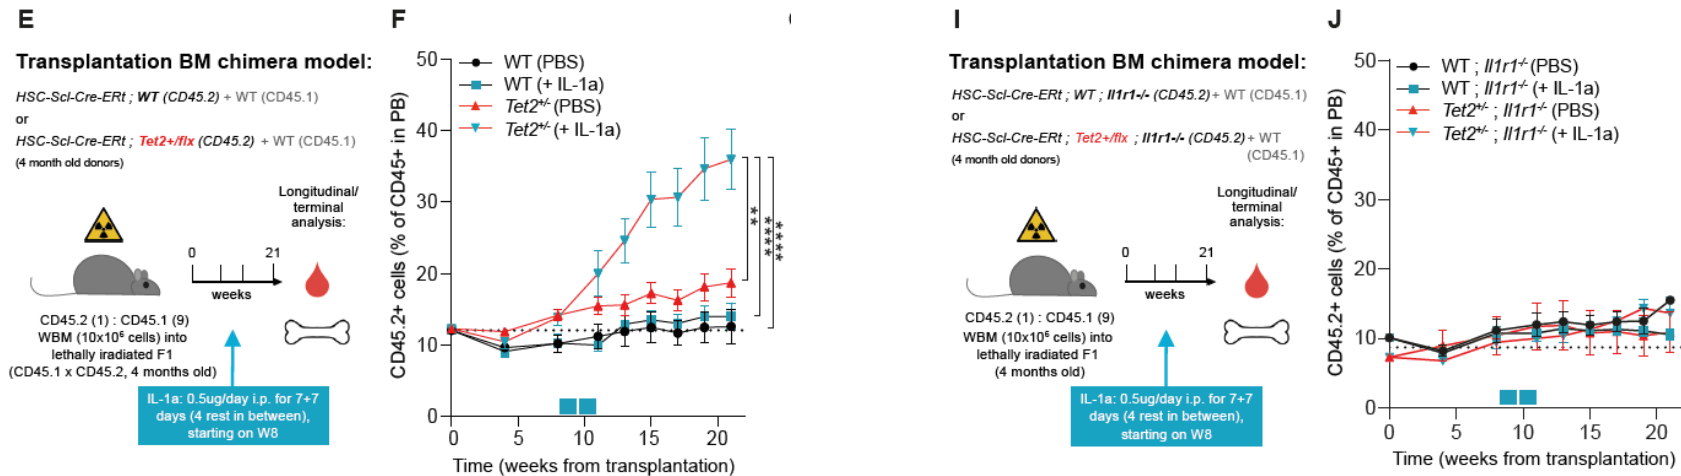 E
Transplantation BM chimera model:
HSC-Scl-Cre-ERt ; WT (CD45.2) + WT (CD45.1)
or
HSC-Scl-Cre-ERt ; Tet2+/flx (CD45.2) + WT (CD45.1)
(4 month old donors)
Longitudinal/
terminal
analysis:
0 21
weeks
CD45.2 (1) : CD45.1 (9)
WBM (10x10⁶ cells) into
lethally iradiated F1
(CD45.1 x CD45.2, 4 months old)
IL-1a: 0.5ug/day i.p. for 7+7
days (4 rest in between),
starting on W8
F
WT (PBS)
WT (+ IL-1a)
Tet2+/- (PBS)
Tet2+/- (+ IL-1a)
CD45.2+ cells (% of CD45+ in PB)
50
40
30
20
10
0
**
****
****
0 5 10 15 20
Time (weeks from transplantation)
I
Transplantation BM chimera model:
HSC-Scl-Cre-ERt ; WT ; Il1r1-/- (CD45.2)+ WT (CD45.1)
or
HSC-Scl-Cre-ERt ; Tet2+/flx ; Il1r1-/- (CD45.2)+ WT
(CD45.1)
(4 month old donors)
Longitudinal/
terminal
analysis:
0 21
weeks
CD45.2 (1) : CD45.1 (9)
WBM (10x10⁶ cells) into
lethally iradiated F1
(4 months old)
IL-1a: 0.5ug/day i.p. for 7+7
days (4 rest in between),
starting on W8
J
WT ; Il1r1-/- (PBS)
WT ; Il1r1-/- (+ IL-1a)
Tet2+/- ; Il1r1-/- (PBS)
Tet2+/- ; Il1r1-/- (+ IL-1a)
CD45.2+ cells (% of CD45+ in PB)
50
40
30
20
10
0
0 5 10 15 20
Time (weeks from transplantation)